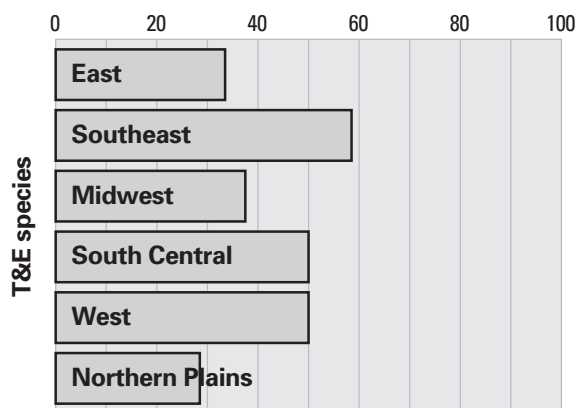 0 20 40 60 80 100
East
Southeast
Midwest
South Central
West
Northern Plains
T&E species